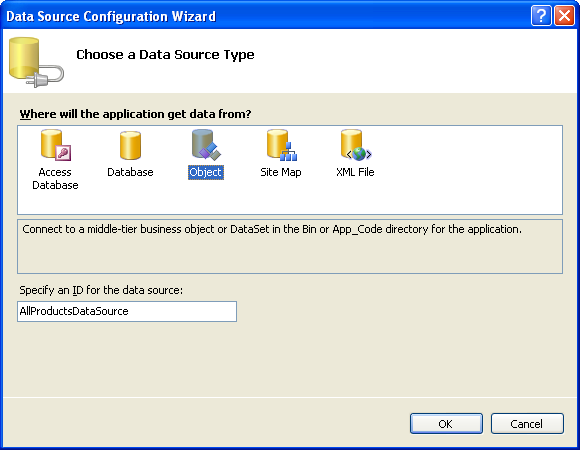 Data Source Configuration Wizard
Choose a Data Source Type
Where will the application get data from?
Access Database
Database
Object
Site Map
XML File
Connect to a middle-tier business object or DataSet in the Bin or App_Code directory for the application.
Specify an ID for the data source:
AllProductsDataSource
OK
Cancel